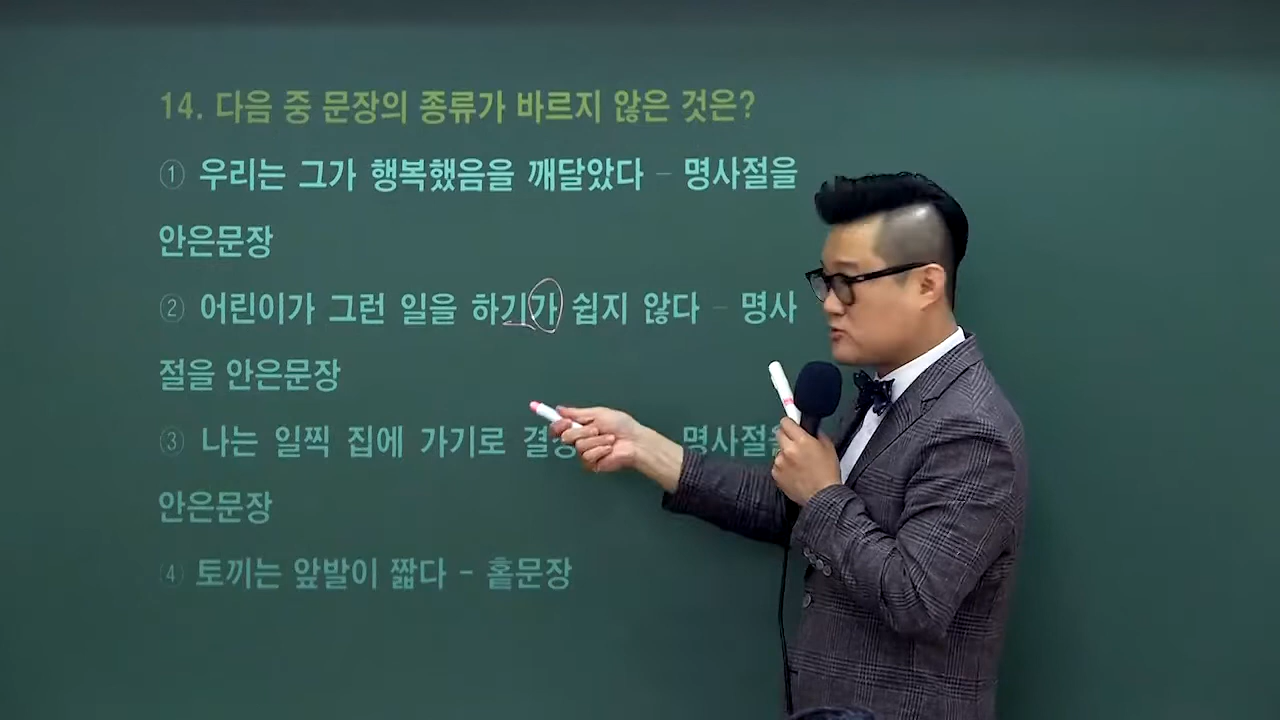 14. 다음 중 문장의 종류가 바르지 않은 것은?
① 우리는 그가 행복했음을 깨달았다 - 명사절을
안은문장
② 어린이가 그런 일을 하기가 쉽지 않다 - 명사
절을 안은문장
③ 나는 일찍 집에 가기로 명사절을
안은문장
④ 토끼는 앞발이 짧다 - 홑문장